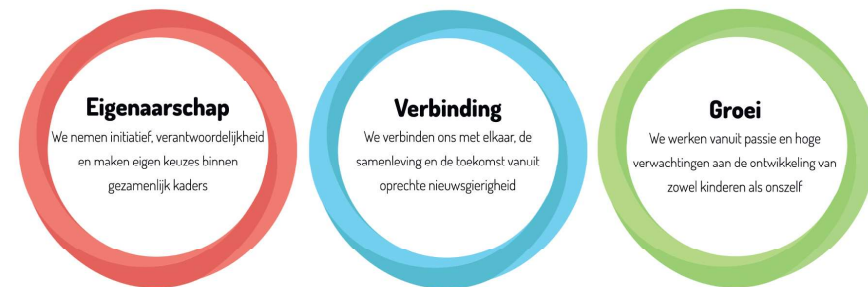 Eigenaarschap
We nemen initiatief, verantwoordelijkheid
en maken eigen keuzes binnen
gezamenlijk kaders
Verbinding
We verbinden ons met elkaar, de
samenleving en de toekomst vanuit
oprechte nieuwsgierigheid
Groei
We werken vanuit passie en hoge
verwachtingen aan de ontwikkeling van
zowel kinderen als onszelf